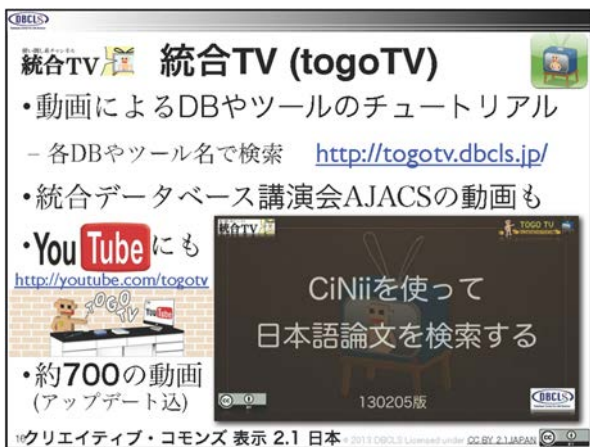 DBCLS
統合TV
統合TV (togoTV)
・動画によるDBやツールのチュートリアル
– 各DBやツール名で検索 http://togotv.dbcls.jp/
・統合データベース講演会AJACSの動画も
・YouTubeにも
http://youtube.com/togotv
TOGO TV
YouTube
統合TV
TOGO TV
CiNiiを使って
日本語論文を検索する
130205版
DBCLS
・約700の動画
(アップデート込)
クリエイティブ・コモンズ 表示 2.1 日本 © 2013 DBCLS Licensed under CC BY 2.1 JAPAN